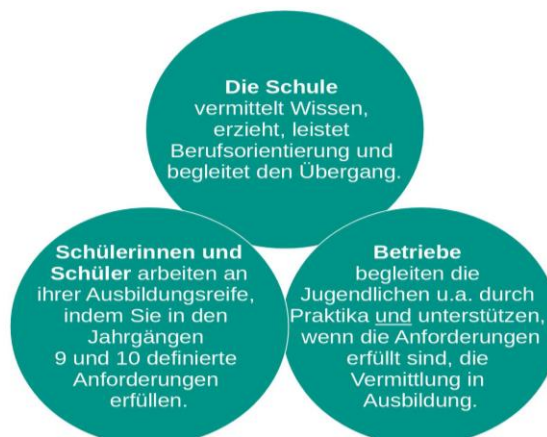 Die Schule
vermittelt Wissen,
erzieht, leistet
Berufsorientierung und
begleitet den Übergang.
Schülerinnen und
Schüler arbeiten an
ihrer Ausbildungsreife,
indem Sie in den
Jahrgängen
9 und 10 definierte
Anforderungen
erfüllen.
Betriebe
begleiten die
Jugendlichen u.a. durch
Praktika und unterstützen,
wenn die Anforderungen
erfüllt sind, die
Vermittlung in
Ausbildung.